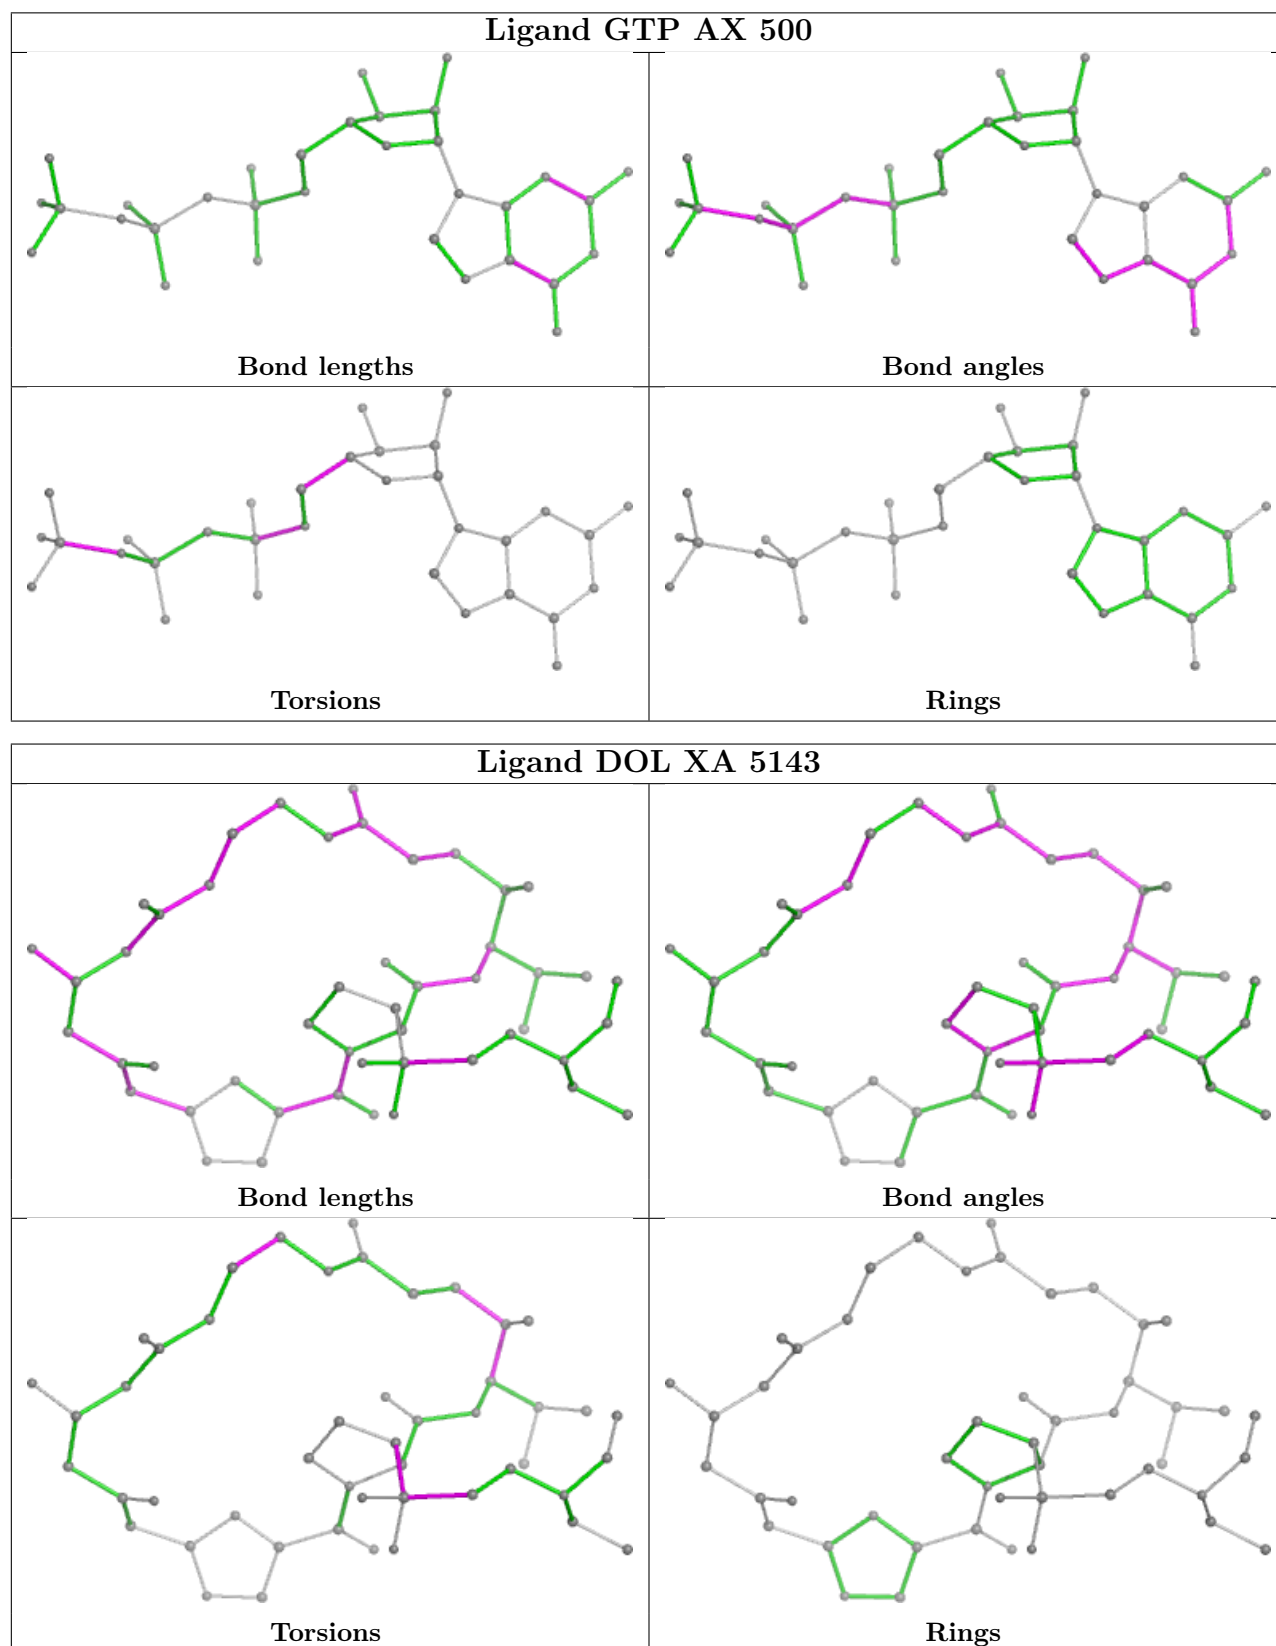 Ligand GTP AX 500
Bond lengths
Bond angles
Torsions
Rings
Ligand DOL XA 5143
Bond lengths
Bond angles
Torsions
Rings